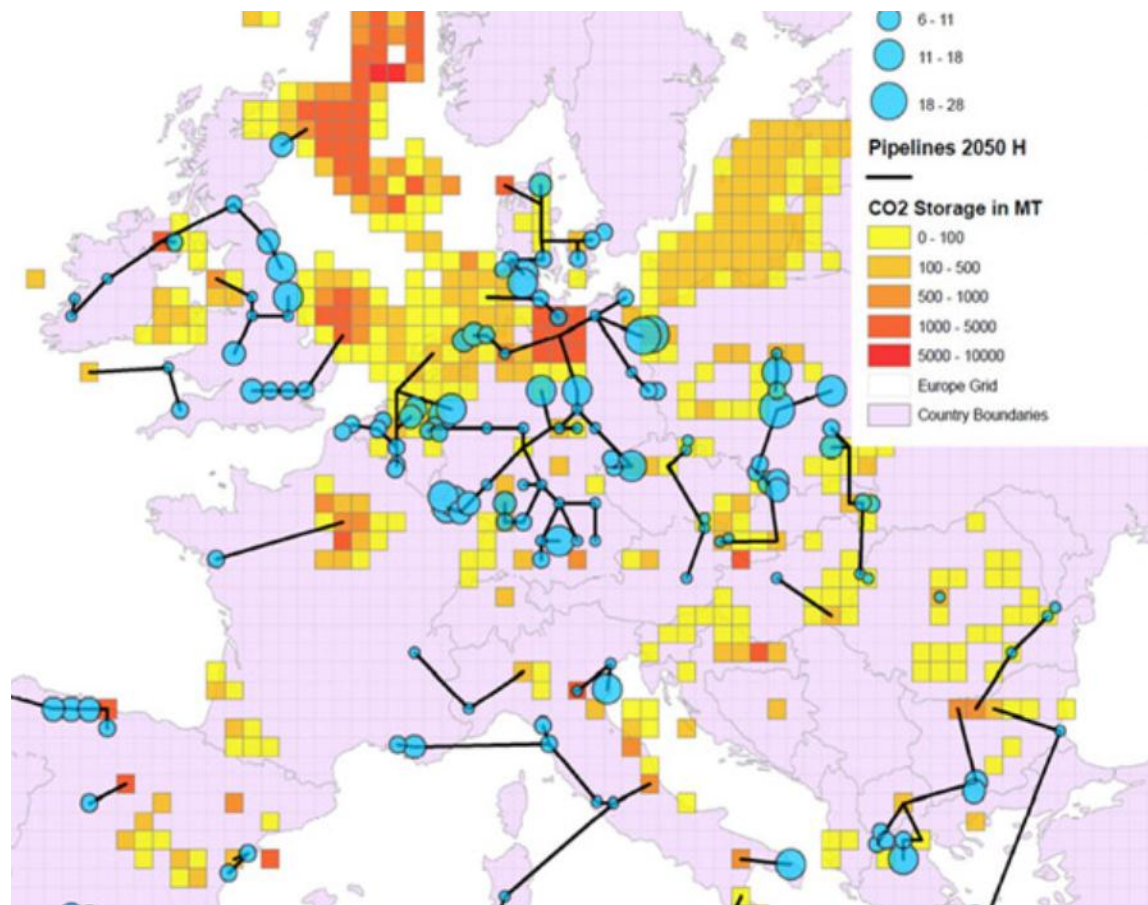 6 - 11
11 - 18
18 - 28
Pipelines 2050 H
CO2 Storage in MT
0 - 100
100 - 500
500 - 1000
1000 - 5000
5000 - 10000
Europe Grid
Country Boundaries